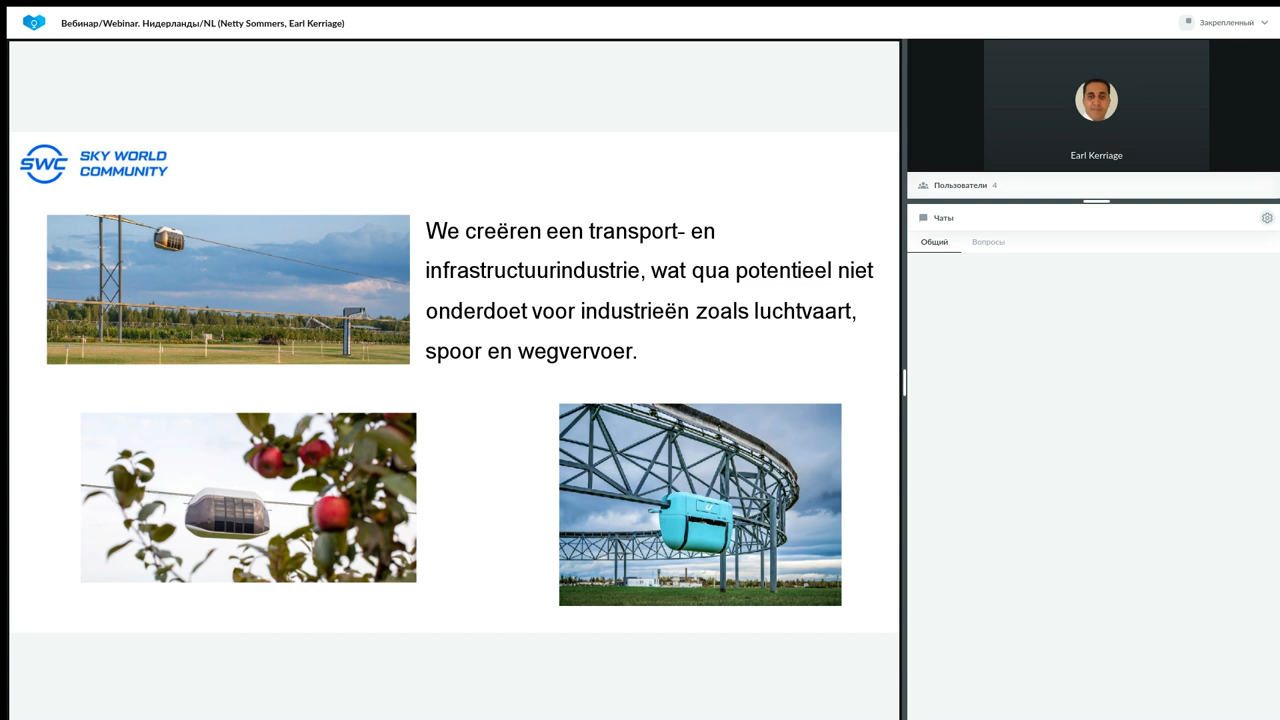 Вебинар/Webinar. Нидерланды/NL (Netty Sommers, Earl Kerriage)
Закрепленный
SWC
SKY WORLD
COMMUNITY
We creëren een transport- en
infrastructuurindustrie, wat qua potentieel niet
onderdoet voor industrieën zoals luchtvaart,
spoor en wegvervoer.
Earl Kerriage
Пользователи 4
Чаты
Общий Вопросы